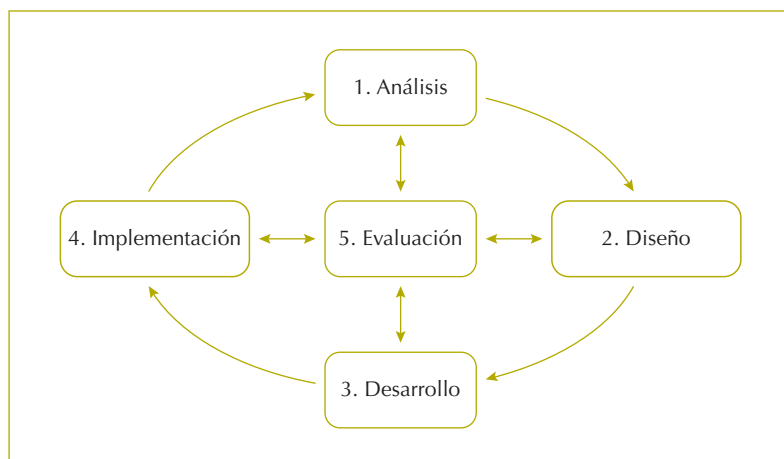 1. Análisis
4. Implementación
5. Evaluación
2. Diseño
3. Desarrollo